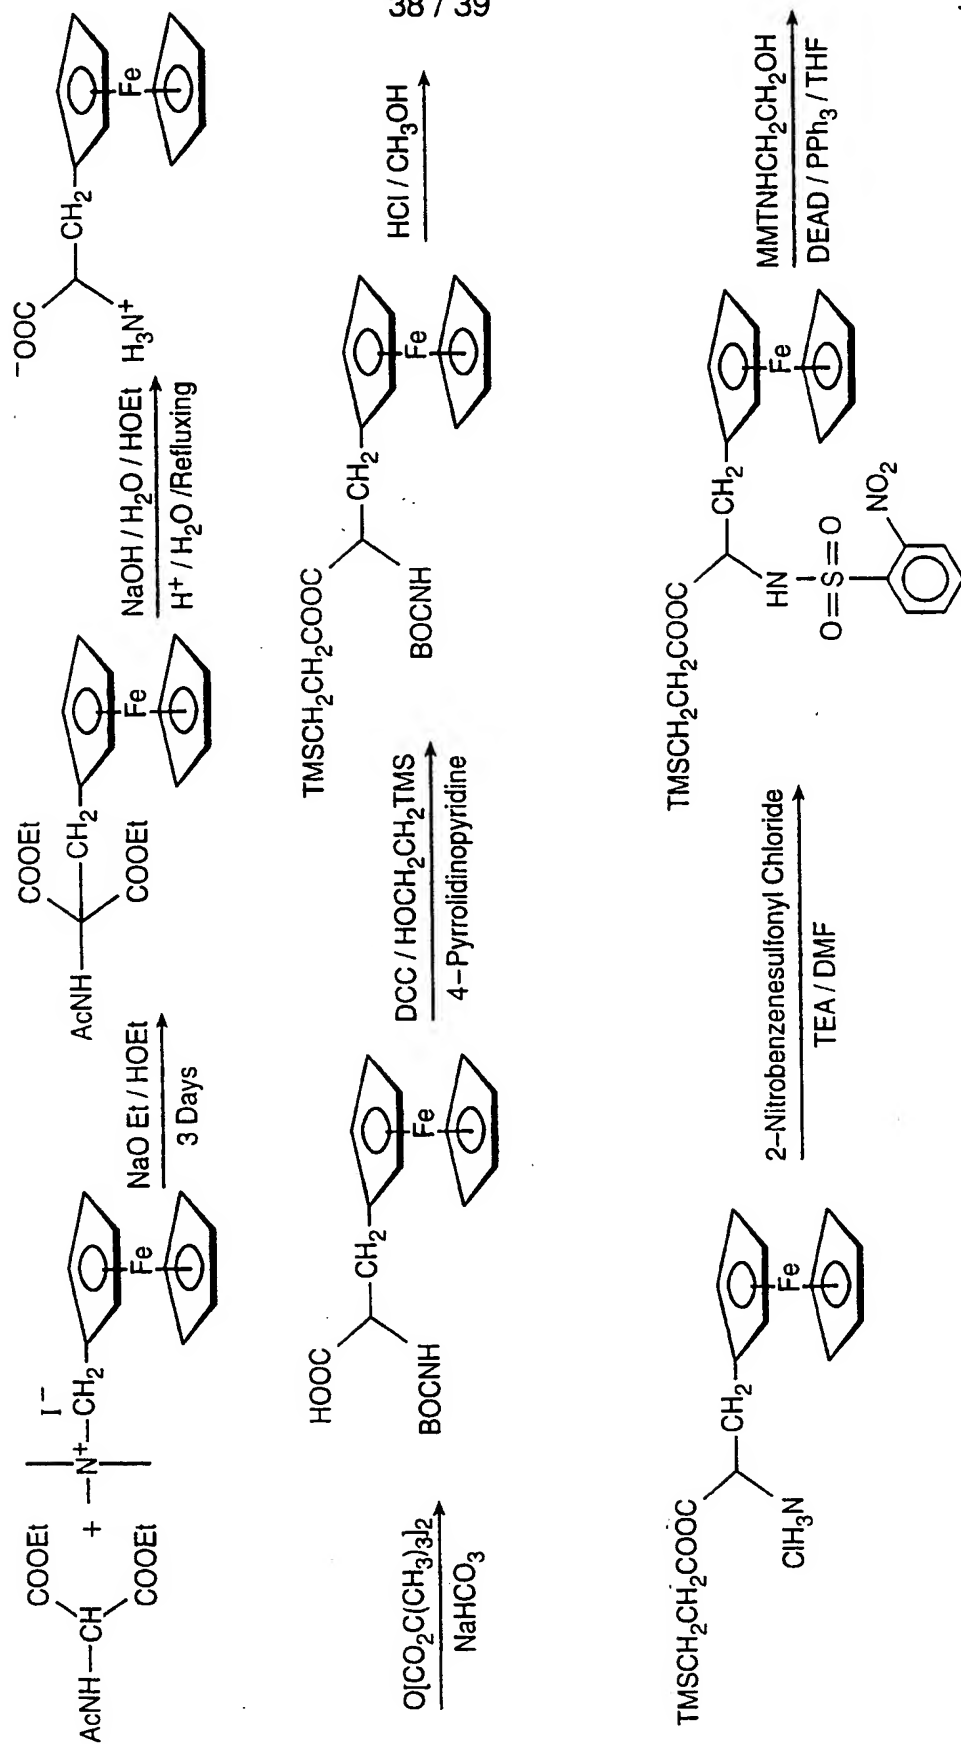 38 / 39
AcNH—CH
COOEt
COOEt
+
—N+—CH2
I−
Fe
NaO Et / HOEt
3 Days
AcNH
COOEt
COOEt
CH2
Fe
NaOH / H2O / HOEt
H+ / H2O /Refluxing
−OOC
H3N+
CH2
Fe
O[CO2C(CH3)3]2
NaHCO3
HOOC
BOCNH
CH2
Fe
DCC / HOCH2CH2TMS
4–Pyrrolidinopyridine
TMSCH2CH2COOC
BOCNH
CH2
Fe
HCl / CH3OH
TMSCH2CH2COOC
ClH3N
CH2
Fe
2–Nitrobenzenesulfonyl Chloride
TEA / DMF
TMSCH2CH2COOC
CH2
Fe
HN
O=S=O
NO2
MMTNHCH2CH2OH
DEAD / PPh3 / THF